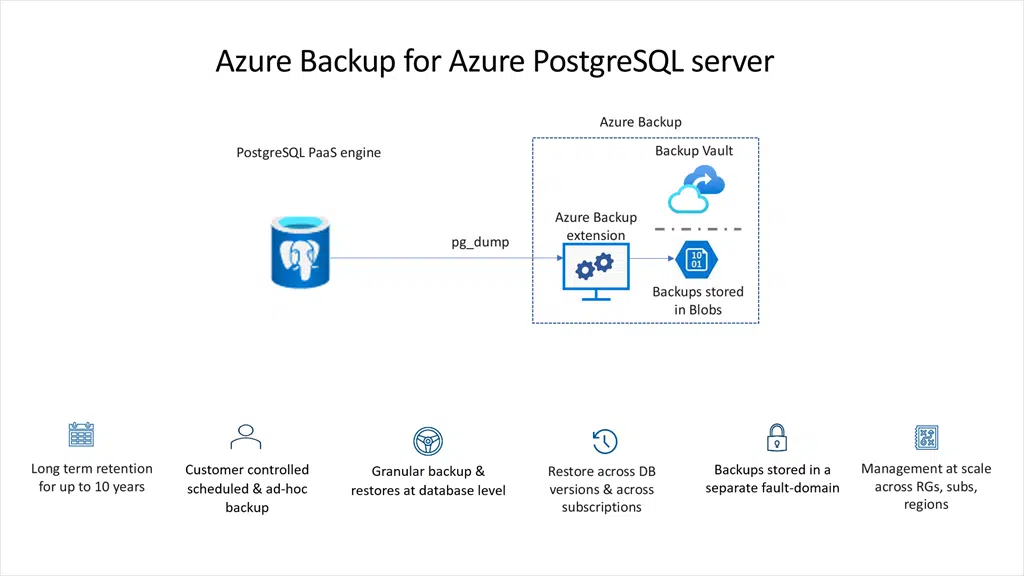 Azure Backup for Azure PostgreSQL server
Azure Backup
PostgreSQL PaaS engine
Backup Vault
Azure Backup
extension
pg_dump
10
01
Backups stored
in Blobs
Long term retention
for up to 10 years
Customer controlled
scheduled & ad-hoc
backup
Granular backup &
restores at database level
Restore across DB
versions & across
subscriptions
Backups stored in a
separate fault-domain
Management at scale
across RGs, subs,
regions